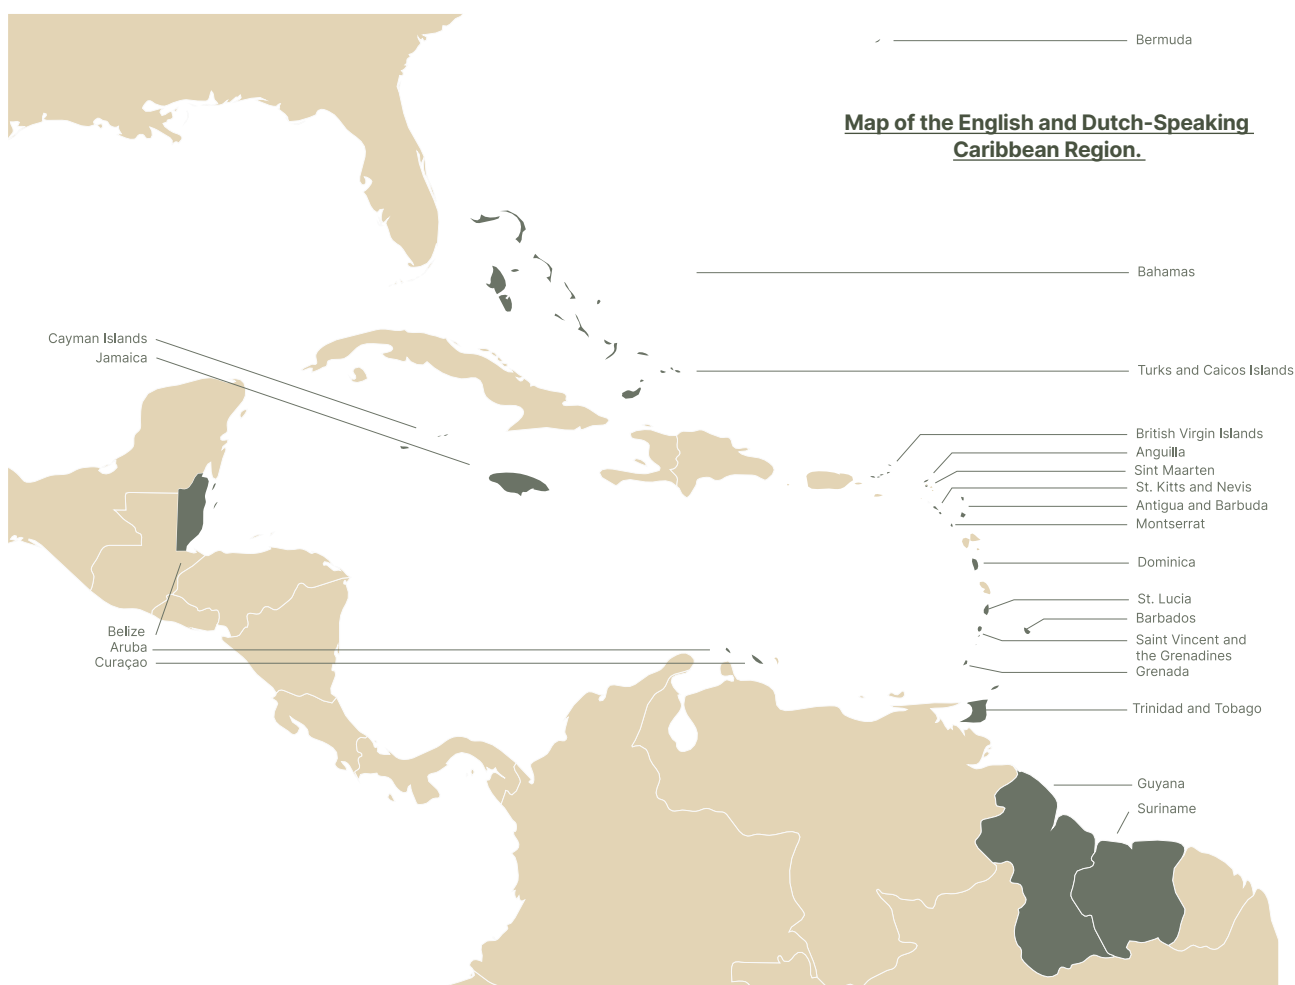 Bermuda
Map of the English and Dutch-Speaking
Caribbean Region.
Bahamas
Cayman Islands
Jamaica
Turks and Caicos Islands
British Virgin Islands
Anguilla
Sint Maarten
St. Kitts and Nevis
Antigua and Barbuda
Montserrat
Dominica
St. Lucia
Barbados
Belize
Aruba
Curaçao
Saint Vincent and
the Grenadines
Grenada
Trinidad and Tobago
Guyana
Suriname